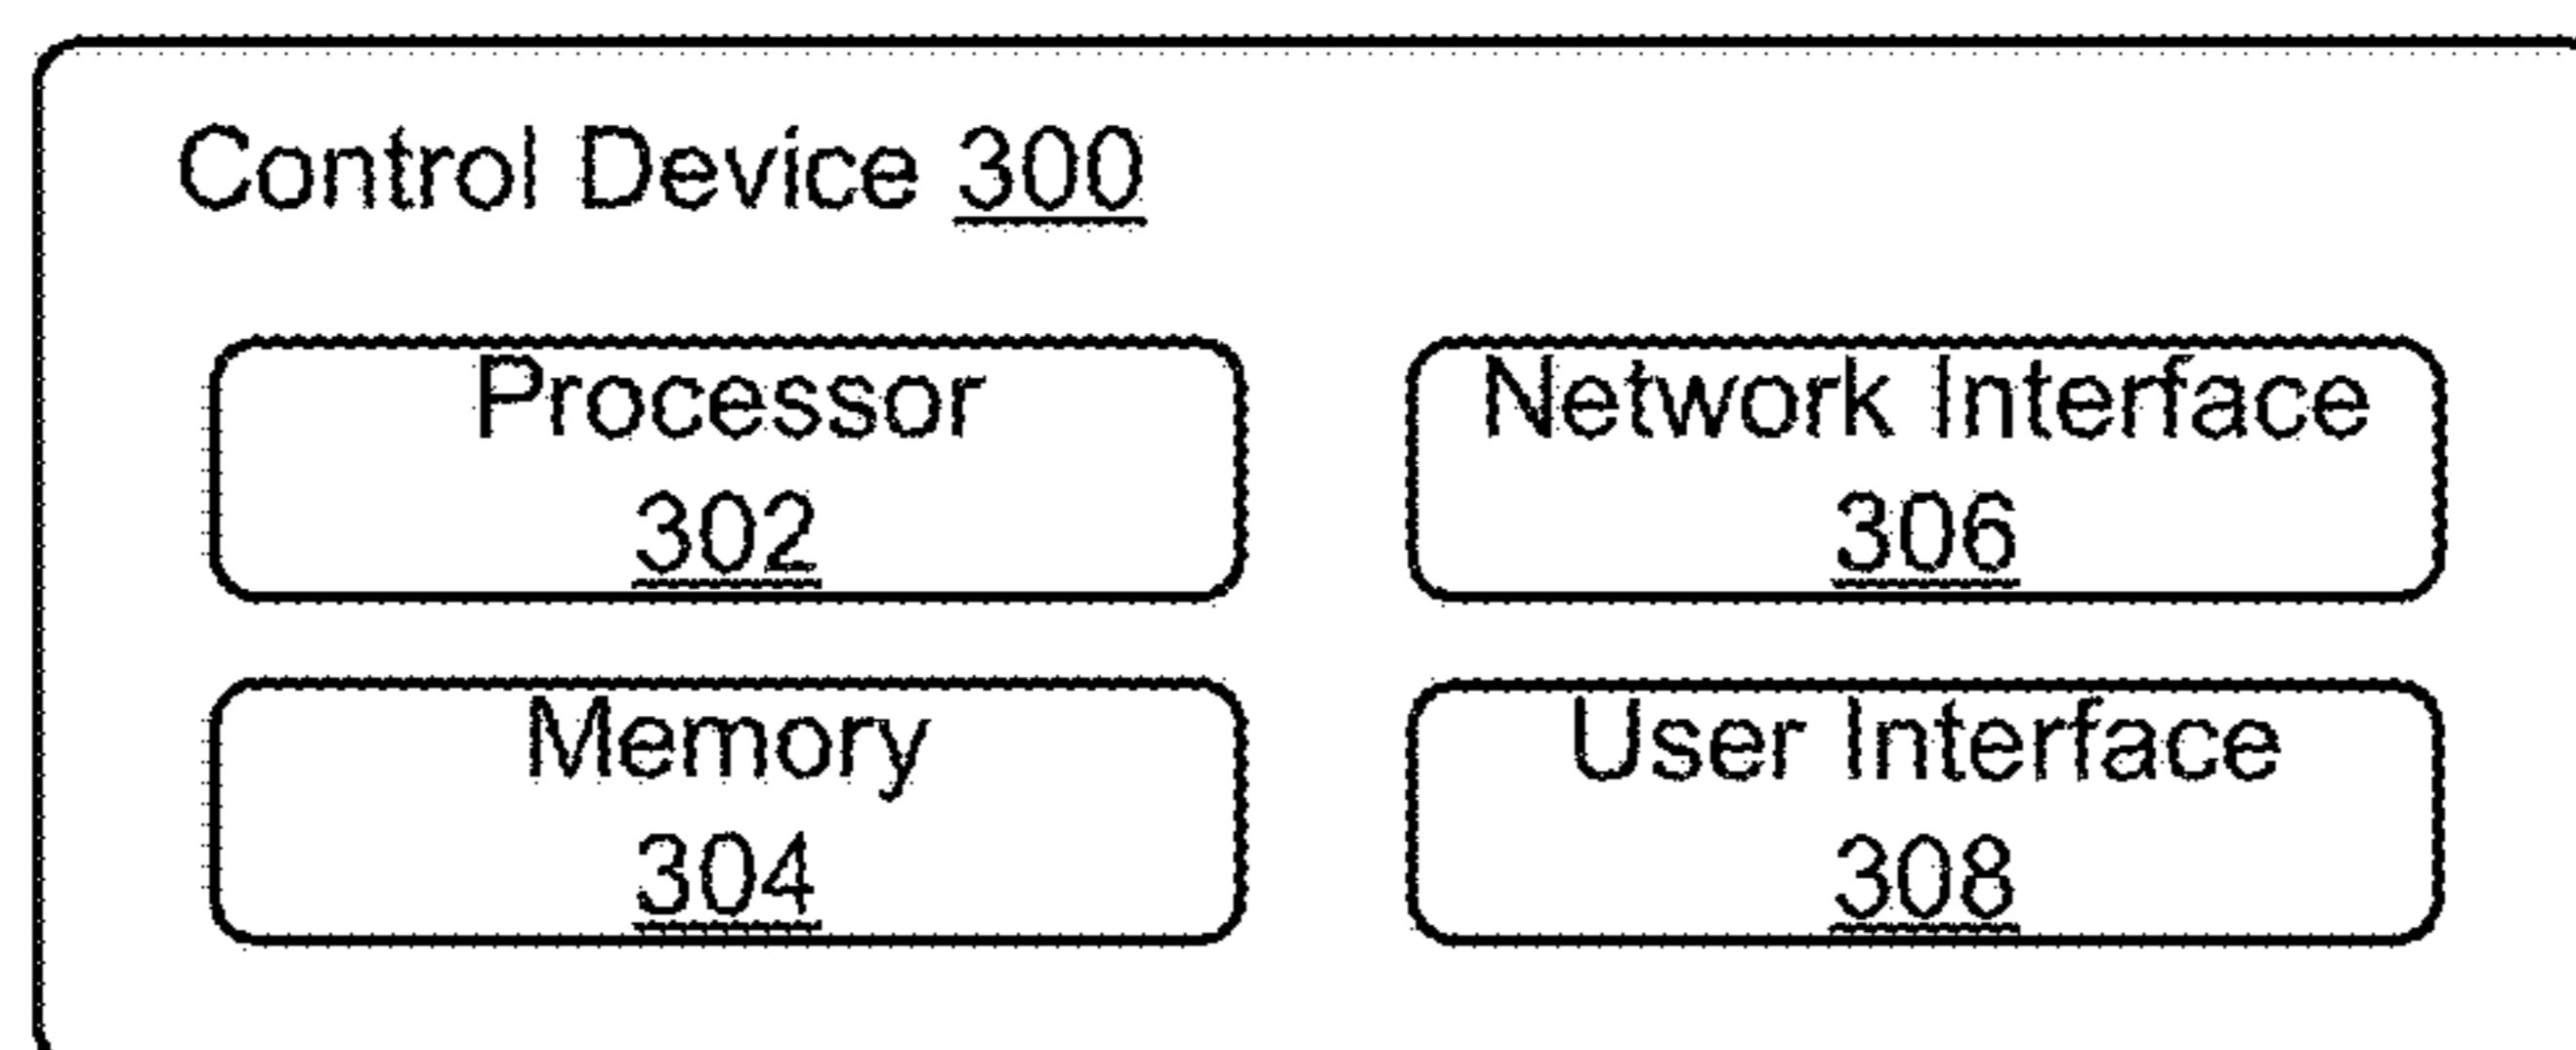 Control Device 300
Processor
302
Network Interface
306
Memory
304
User Interface
308